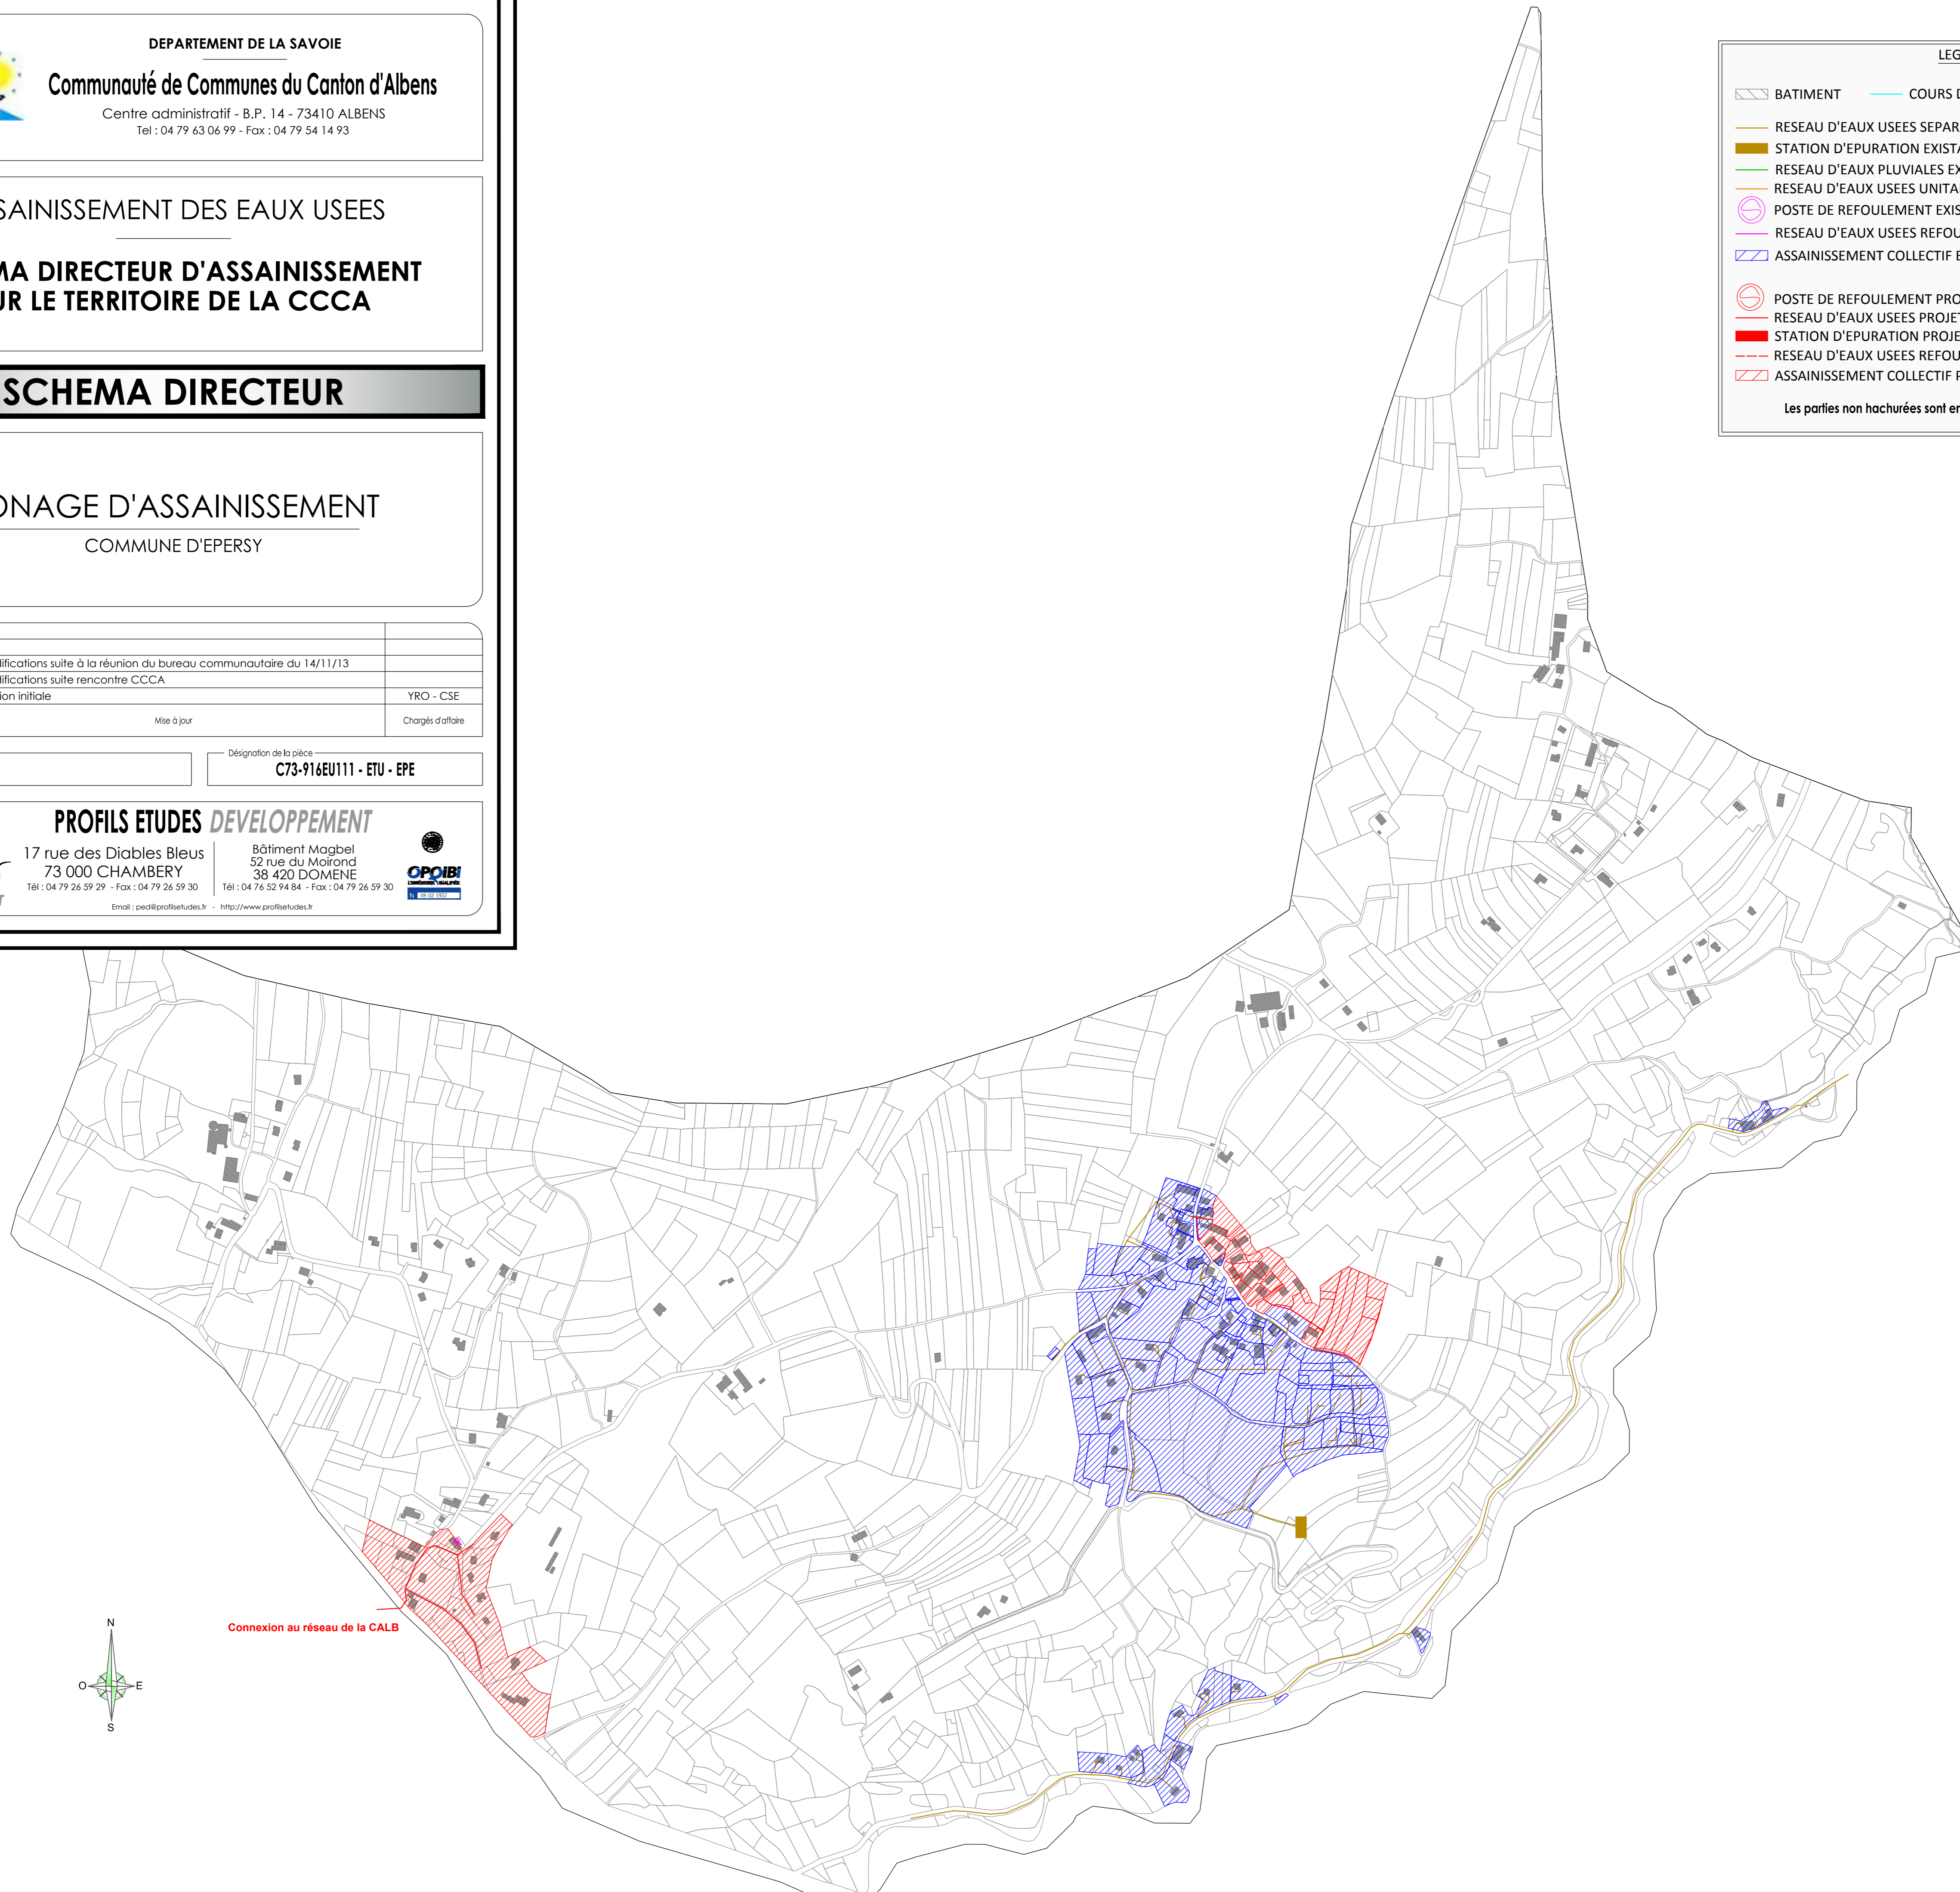 DEPARTEMENT DE LA SAVOIE
Communauté de Communes du Canton d'Albens
Centre administratif - B.P. 14 - 73410 ALBENS
Tel : 04 79 63 06 99 - Fax : 04 79 54 14 93
SAINISSEMENT DES EAUX USEES
MA DIRECTEUR D'ASSAINISSEMENT
UR LE TERRITOIRE DE LA CCCA
SCHEMA DIRECTEUR
ONAGE D'ASSAINISSEMENT
COMMUNE D'EPERSY
difications suite à la réunion du bureau communautaire du 14/11/13
difications suite rencontre CCCA
ion initiale YRO - CSE
Mise à jour Chargés d'affaire
Désignation de la pièce
C73-916EU111 - ETU - EPE
PROFILS ETUDES DEVELOPPEMENT
17 rue des Diables Bleus
73 000 CHAMBERY
Tél : 04 79 26 59 29 - Fax : 04 79 26 59 30
Bâtiment Magbel
52 rue du Moirond
38 420 DOMENE
Tél : 04 76 52 94 84 - Fax : 04 79 26 59 30
OPQIBI
L'INGÉNIERIE QUALIFIÉE
Email : ped@profilsetudes.fr - http://www.profilsetudes.fr
LEG
BATIMENT COURS D
RESEAU D'EAUX USEES SEPAR
STATION D'EPURATION EXISTA
RESEAU D'EAUX PLUVIALES EX
RESEAU D'EAUX USEES UNITAI
POSTE DE REFOULEMENT EXIS
RESEAU D'EAUX USEES REFOU
ASSAINISSEMENT COLLECTIF E
POSTE DE REFOULEMENT PRO
RESEAU D'EAUX USEES PROJET
STATION D'EPURATION PROJE
RESEAU D'EAUX USEES REFOU
ASSAINISSEMENT COLLECTIF P
Les parties non hachurées sont en
Connexion au réseau de la CALB
N
O E
S